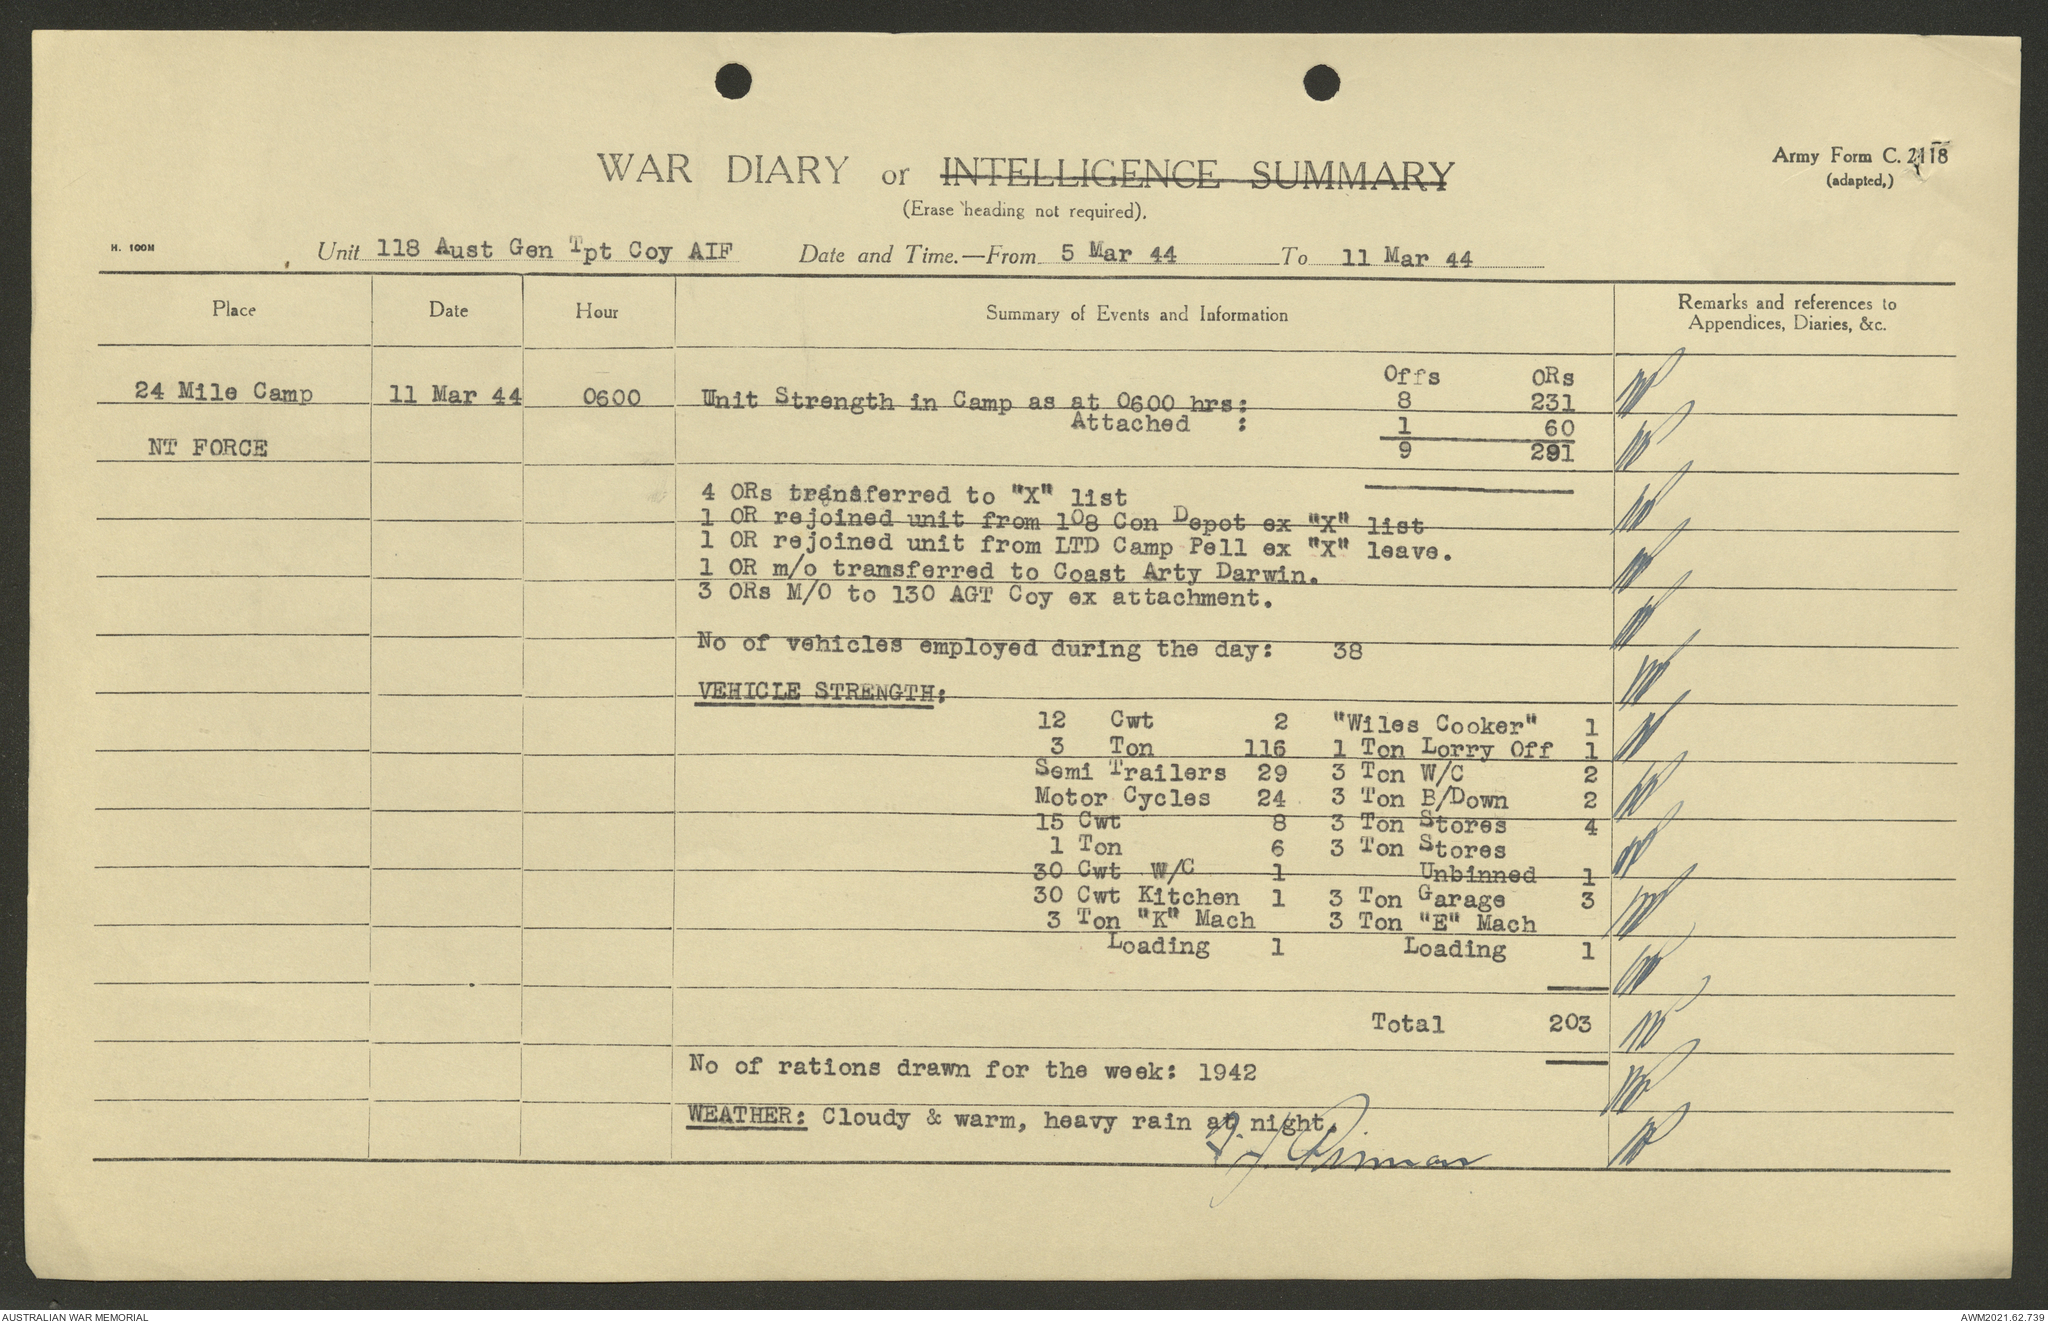 Army Form C. 2118
(adapted,)
WAR DIARY or INTELLIGENCE SUMMARY
(Erase heading not required).
H. 100M
Unit 118 Aust Gen Tpt Coy AIF Date and Time.—From 5 Mar 44 To 11 Mar 44
Place Date Hour Summary of Events and Information Remarks and references to
Appendices, Diaries, &c.
Offs ORs
24 Mile Camp 11 Mar 44 0600 Unit Strength in Camp as at 0600 hrs: 8 231
Attached : 1 60
NT FORCE 9 291
4 ORs transferred to "X" list
1 OR rejoined unit from 108 Con Depot ex "X" list
1 OR rejoined unit from LTD Camp Pell ex "X" leave.
1 OR m/o transferred to Coast Arty Darwin.
3 ORs M/O to 130 AGT Coy ex attachment.
No of vehicles employed during the day: 38
VEHICLE STRENGTH:
12 Cwt 2 "Wiles Cooker" 1
3 Ton 116 1 Ton Lorry Off 1
Semi Trailers 29 3 Ton W/C 2
Motor Cycles 24 3 Ton B/Down 2
15 Cwt 8 3 Ton Stores 4
1 Ton 6 3 Ton Stores
30 Cwt W/C 1 Unbinned 1
30 Cwt Kitchen 1 3 Ton Garage 3
3 Ton "K" Mach 3 Ton "E" Mach
Loading 1 Loading 1
Total 203
No of rations drawn for the week: 1942
WEATHER: Cloudy & warm, heavy rain at night.
AUSTRALIAN WAR MEMORIAL AWM2021.62.739